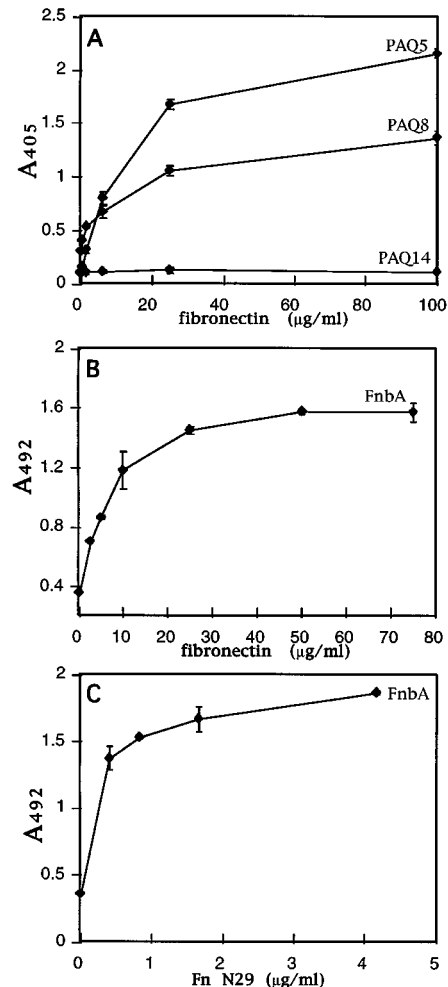 A
2.5
2
1.5
1
0.5
0
A405
PAQ5
PAQ8
PAQ14
0 20 40 60 80 100
fibronectin (µg/ml)
B
2
1.6
1.2
0.8
0.4
A492
FnbA
0 10 20 30 40 50 60 70 80
fibronectin (µg/ml)
C
2
1.5
1
0.5
0
A492
FnbA
0 1 2 3 4 5
Fn N29 (µg/ml)